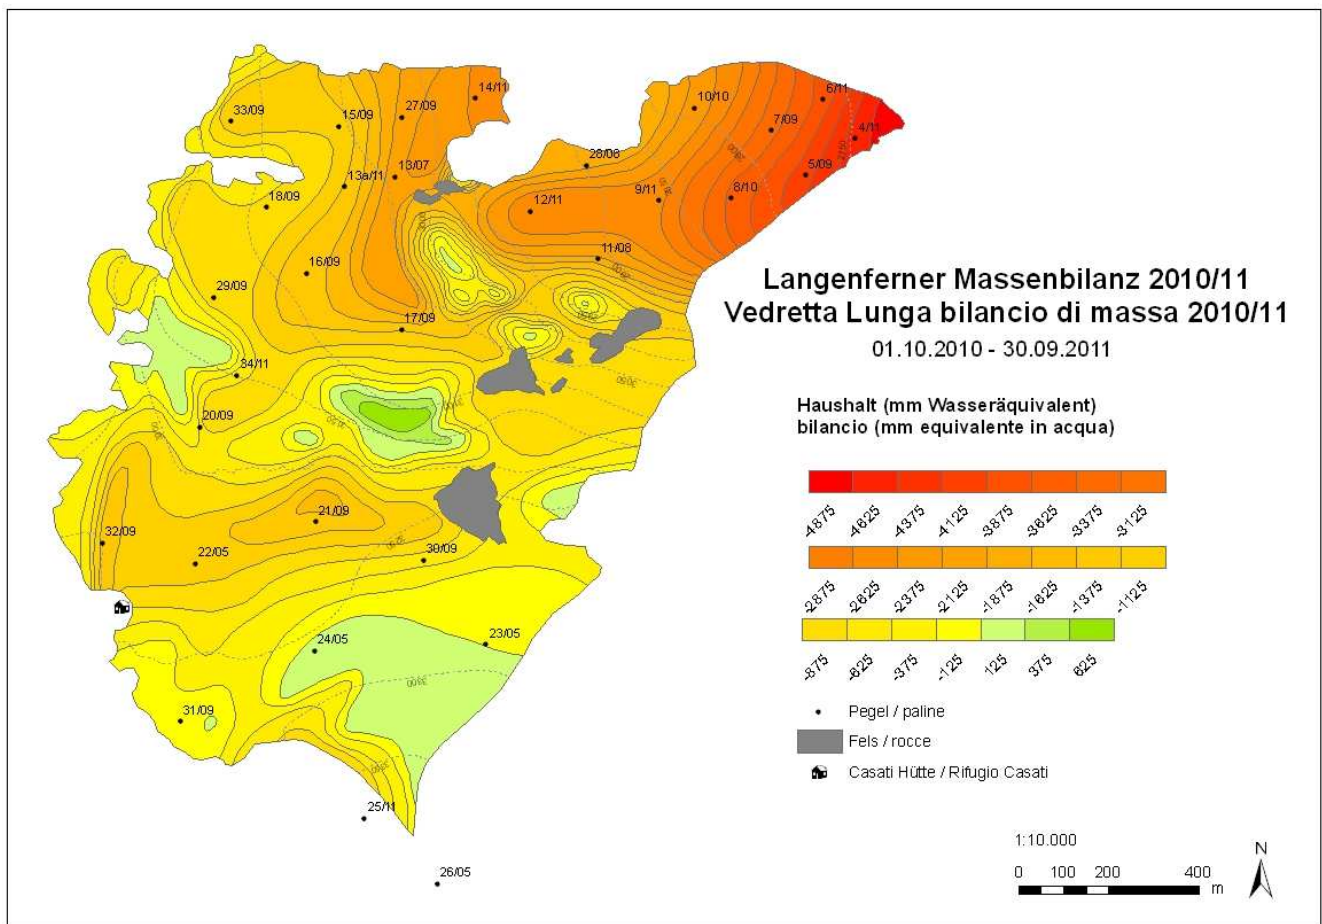 14/11
6/11
10/10
33/09
15/09
27/09
7/09
4/11
2750
2800
28/08
13/07
13a/11
5/09
9/11
8/10
18/09
12/11
11/08
16/09
29/09
Langenferner Massenbilanz 2010/11
Vedretta Lunga bilancio di massa 2010/11
01.10.2010 - 30.09.2011
17/09
34/11
3050
20/09
Haushalt (mm Wasseräquivalent)
bilancio (mm equivalente in acqua)
-4875 -4625 -4375 -4125 -3875 -3625 -3375 -3125
21/09
32/09
22/05
30/09
-2875 -2625 -2375 -2125 -1875 -1625 -1375 -1125
24/05
23/05
-875 -625 -375 -125 125 375 625
3300
31/09
Pegel / paline
Fels / rocce
Casati Hütte / Rifugio Casati
25/11
26/05
1:10.000
0 100 200 400
m
N